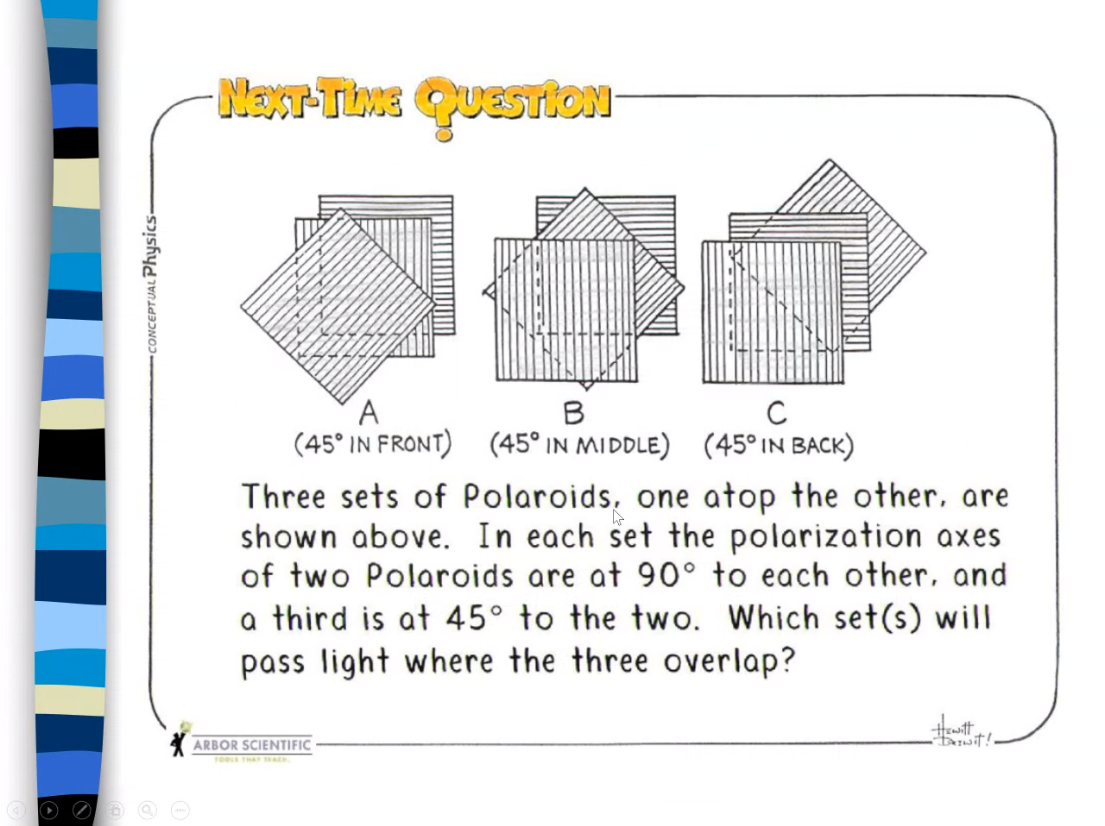 NEXT-TIME QUESTION
CONCEPTUAL Physics
A
(45° IN FRONT)
B
(45° IN MIDDLE)
C
(45° IN BACK)
Three sets of Polaroids, one atop the other, are
shown above. In each set the polarization axes
of two Polaroids are at 90° to each other, and
a third is at 45° to the two. Which set(s) will
pass light where the three overlap?
ARBOR SCIENTIFIC
TOOLS THAT TEACH.
Hewitt
Drewit!